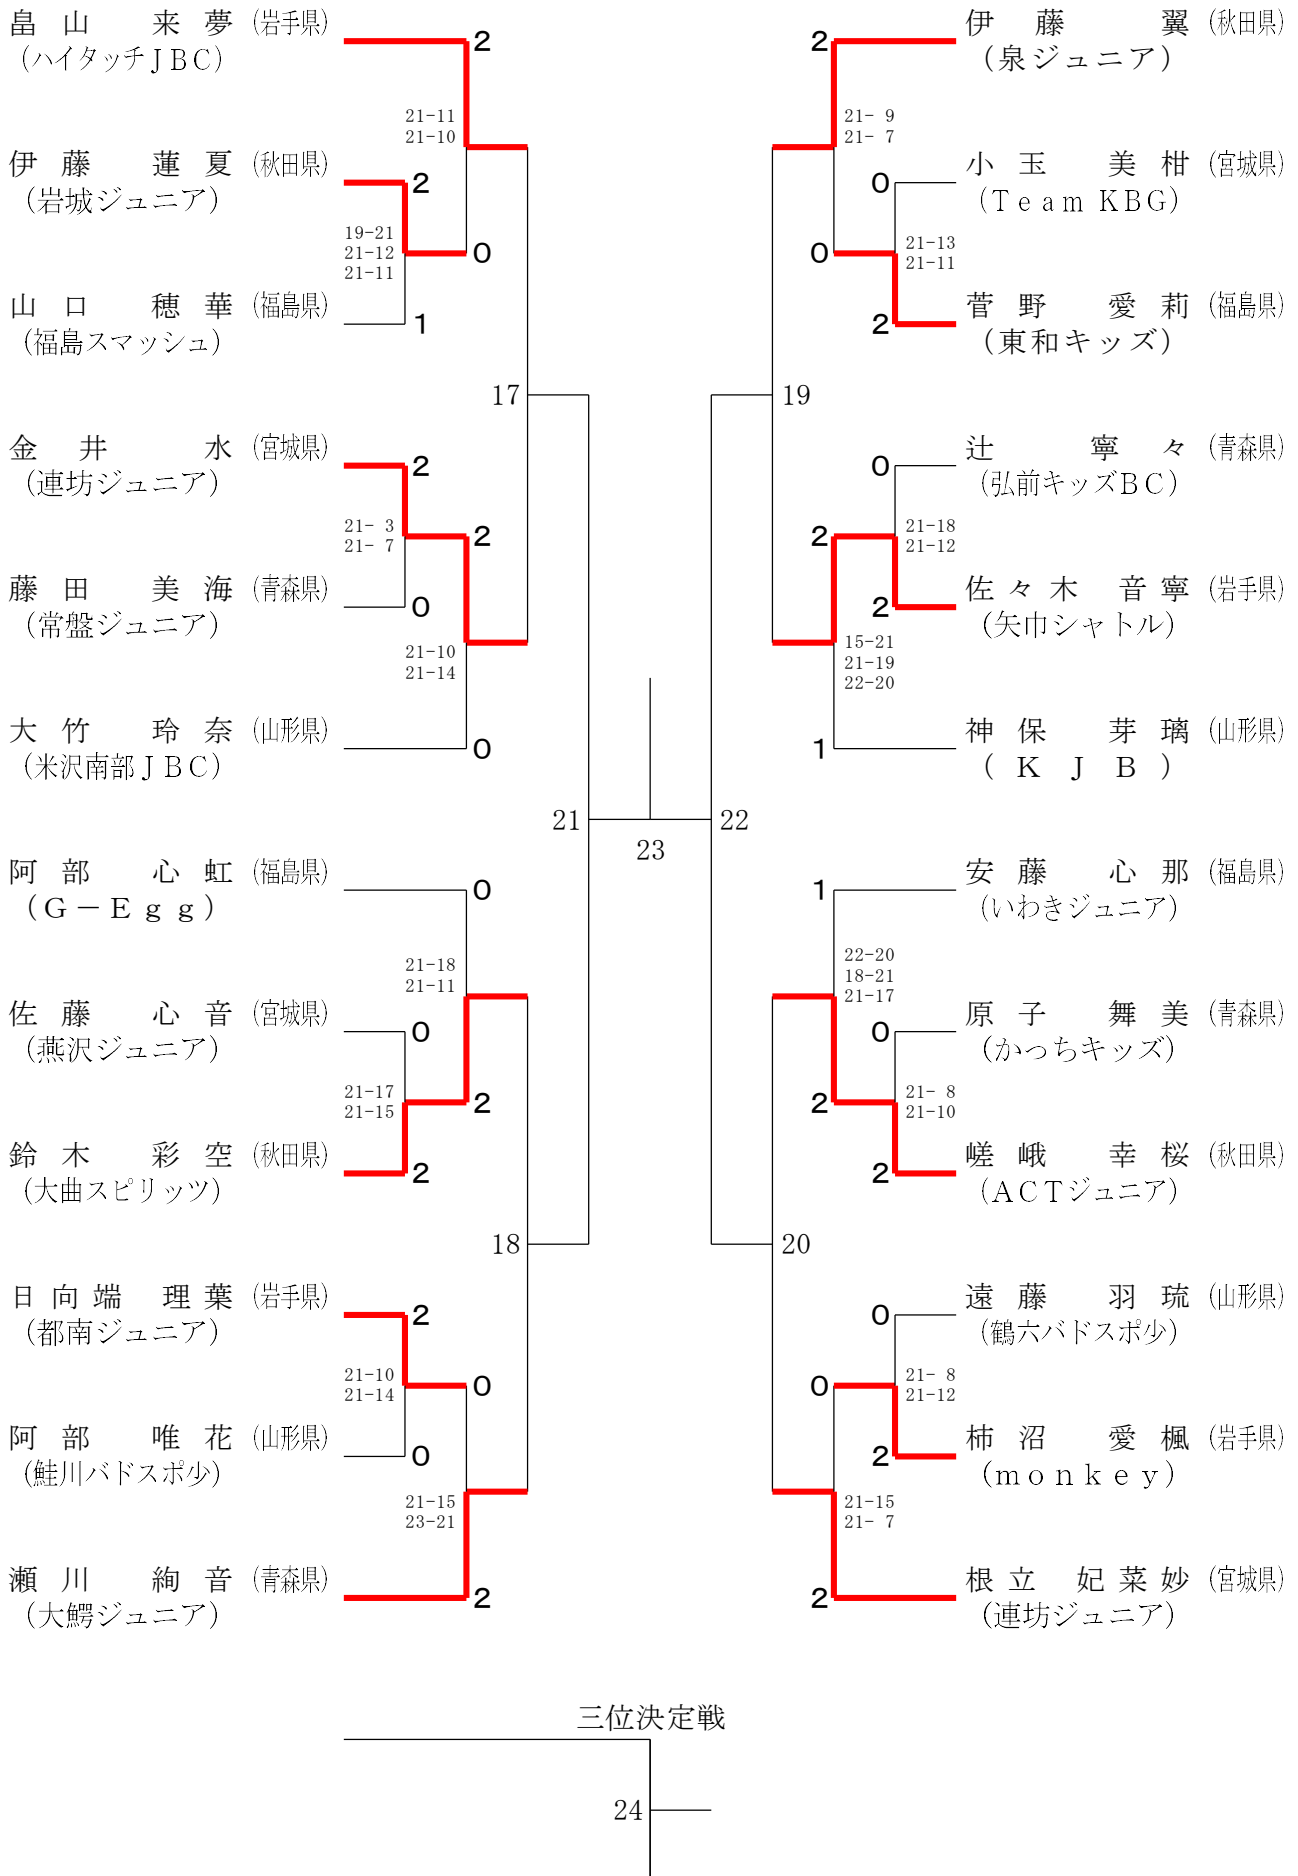 畠山 来夢 (岩手県)
(ハイタッチJBC)
2
21-11
21-10
伊藤 蓮夏 (秋田県)
(岩城ジュニア)
2
19-21
21-12
21-11
0
山口 穂華 (福島県)
(福島スマッシュ)
1
17
金井 水 (宮城県)
(連坊ジュニア)
2
21- 3
21- 7
2
藤田 美海 (青森県)
(常盤ジュニア)
0
21-10
21-14
大竹 玲奈 (山形県)
(米沢南部JBC)
0
21
阿部 心虹 (福島県)
(G－Egg)
0
21-18
21-11
佐藤 心音 (宮城県)
(燕沢ジュニア)
0
21-17
21-15
2
鈴木 彩空 (秋田県)
(大曲スピリッツ)
2
18
日向端 理葉 (岩手県)
(都南ジュニア)
2
21-10
21-14
0
阿部 唯花 (山形県)
(鮭川バドスポ少)
0
21-15
23-21
瀬川 絢音 (青森県)
(大鰐ジュニア)
2
23
伊藤 翼 (秋田県)
(泉ジュニア)
2
21- 9
21- 7
小玉 美柑 (宮城県)
(Team KBG)
0
21-13
21-11
0
菅野 愛莉 (福島県)
(東和キッズ)
2
19
辻 寧々 (青森県)
(弘前キッズBC)
0
21-18
21-12
2
佐々木 音寧 (岩手県)
(矢巾シャトル)
2
15-21
21-19
22-20
神保 芽璃 (山形県)
(KJB)
1
22
安藤 心那 (福島県)
(いわきジュニア)
1
22-20
18-21
21-17
原子 舞美 (青森県)
(かっちキッズ)
0
21- 8
21-10
2
嵯峨 幸桜 (秋田県)
(ACTジュニア)
2
20
遠藤 羽琉 (山形県)
(鶴六バドスポ少)
0
21- 8
21-12
0
柿沼 愛楓 (岩手県)
(monkey)
2
21-15
21- 7
根立 妃菜妙 (宮城県)
(連坊ジュニア)
2
三位決定戦
24